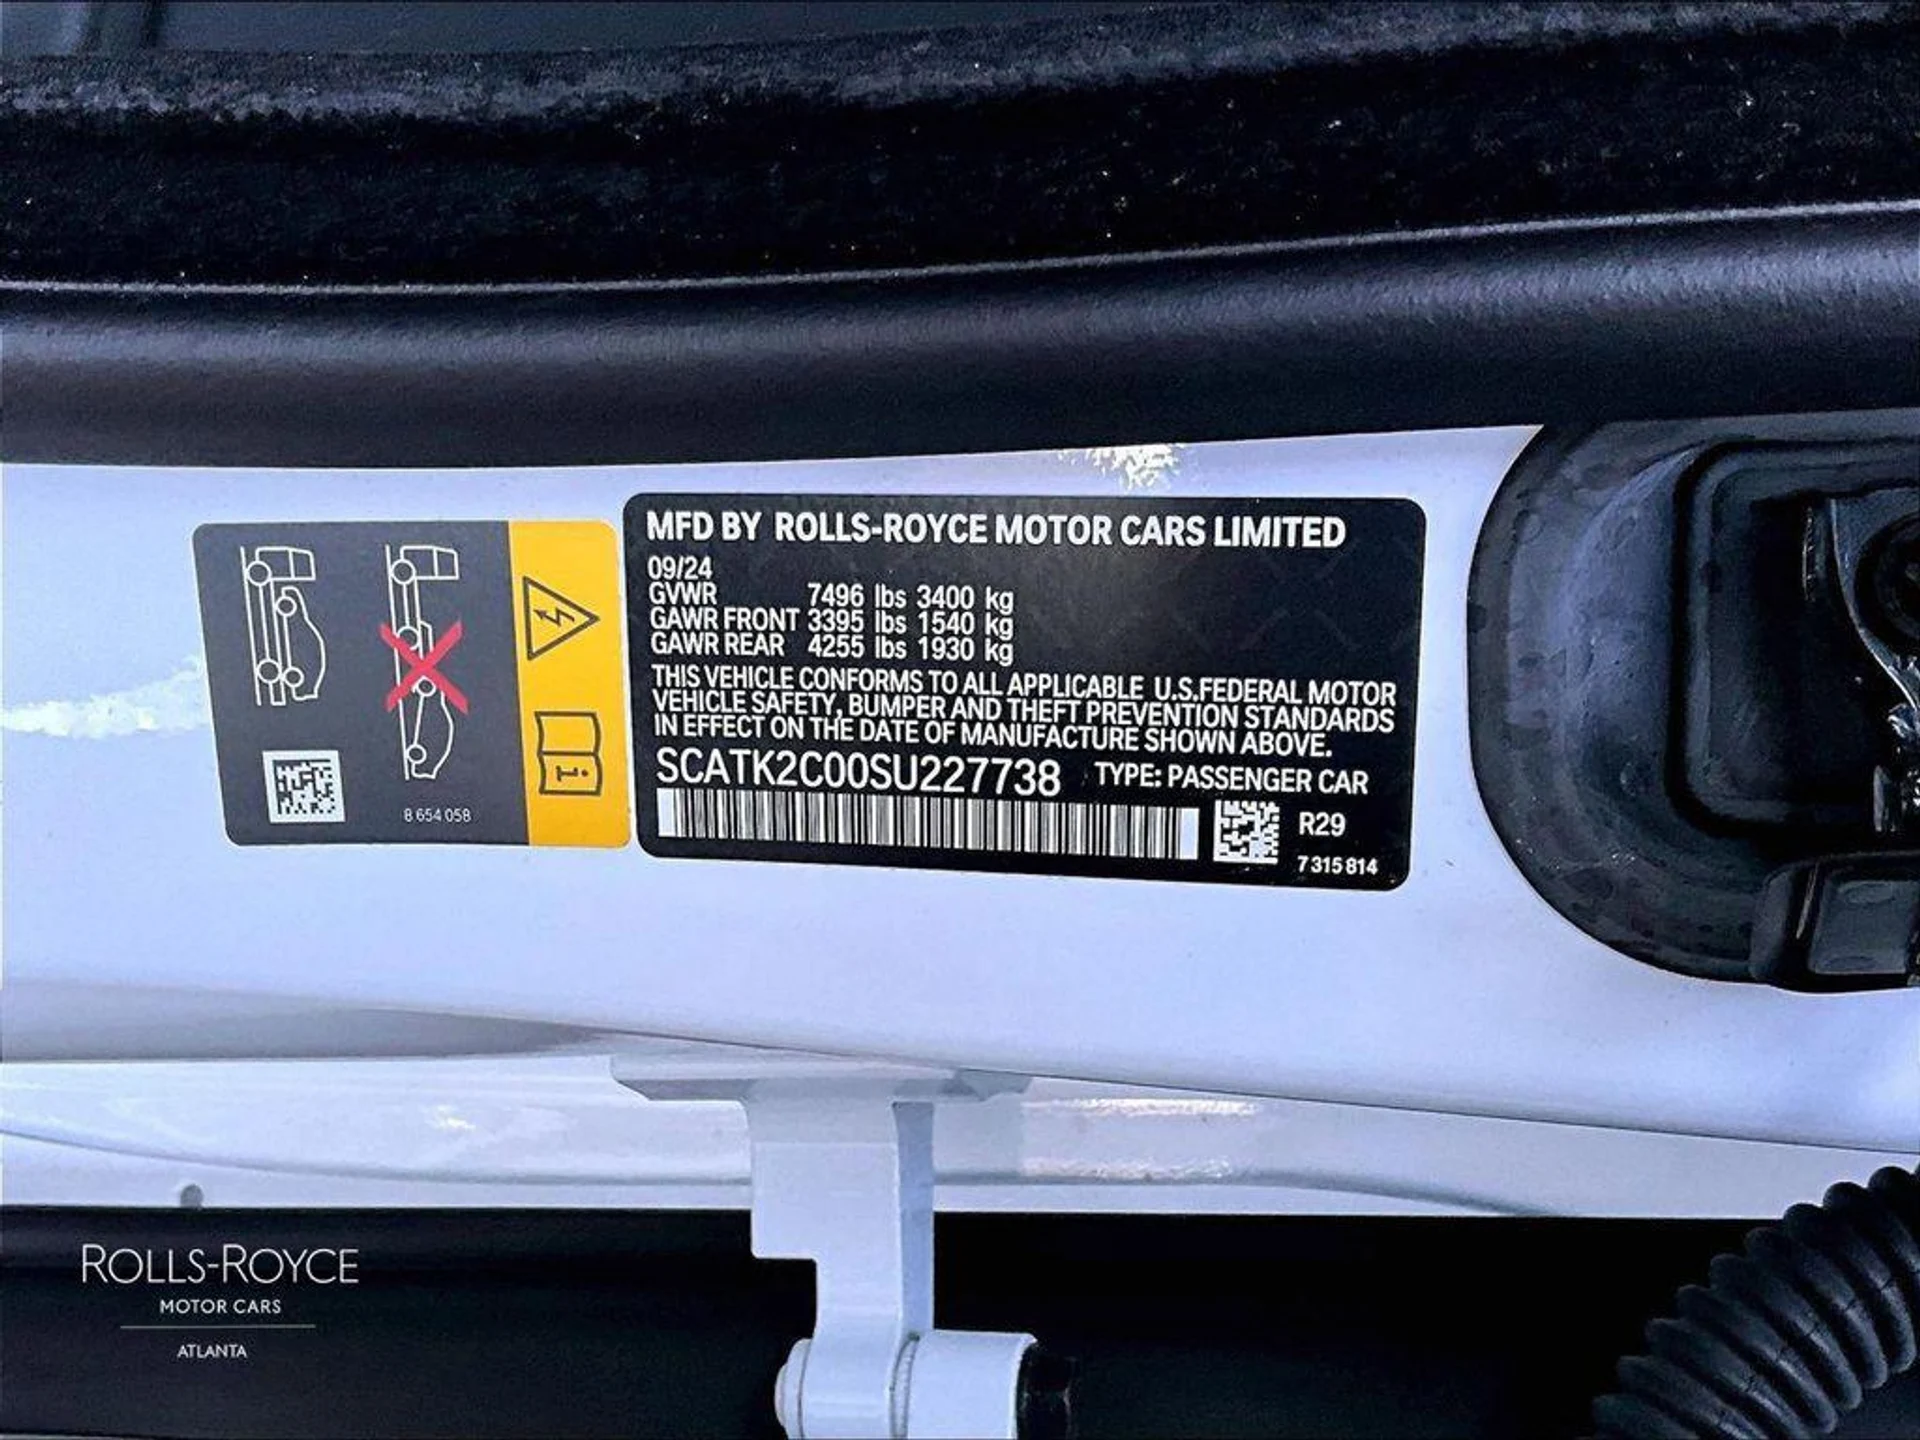 MFD BY ROLLS-ROYCE MOTOR CARS LIMITED
09/24
GVWR 7496 lbs 3400 kg
GAWR FRONT 3395 lbs 1540 kg
GAWR REAR 4255 lbs 1930 kg
THIS VEHICLE CONFORMS TO ALL APPLICABLE U.S.FEDERAL MOTOR
VEHICLE SAFETY, BUMPER AND THEFT PREVENTION STANDARDS
IN EFFECT ON THE DATE OF MANUFACTURE SHOWN ABOVE.
SCATK2C00SU227738 TYPE: PASSENGER CAR
R29
7 315 814
8 654 058
i
ROLLS-ROYCE
MOTOR CARS
ATLANTA